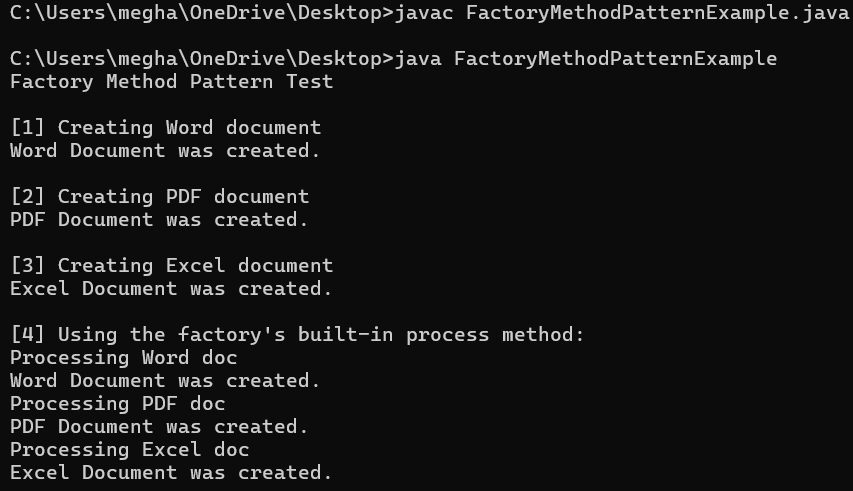 C:\Users\megha\OneDrive\Desktop>javac FactoryMethodPatternExample.java
C:\Users\megha\OneDrive\Desktop>java FactoryMethodPatternExample
Factory Method Pattern Test
[1] Creating Word document
Word Document was created.
[2] Creating PDF document
PDF Document was created.
[3] Creating Excel document
Excel Document was created.
[4] Using the factory's built-in process method:
Processing Word doc
Word Document was created.
Processing PDF doc
PDF Document was created.
Processing Excel doc
Excel Document was created.